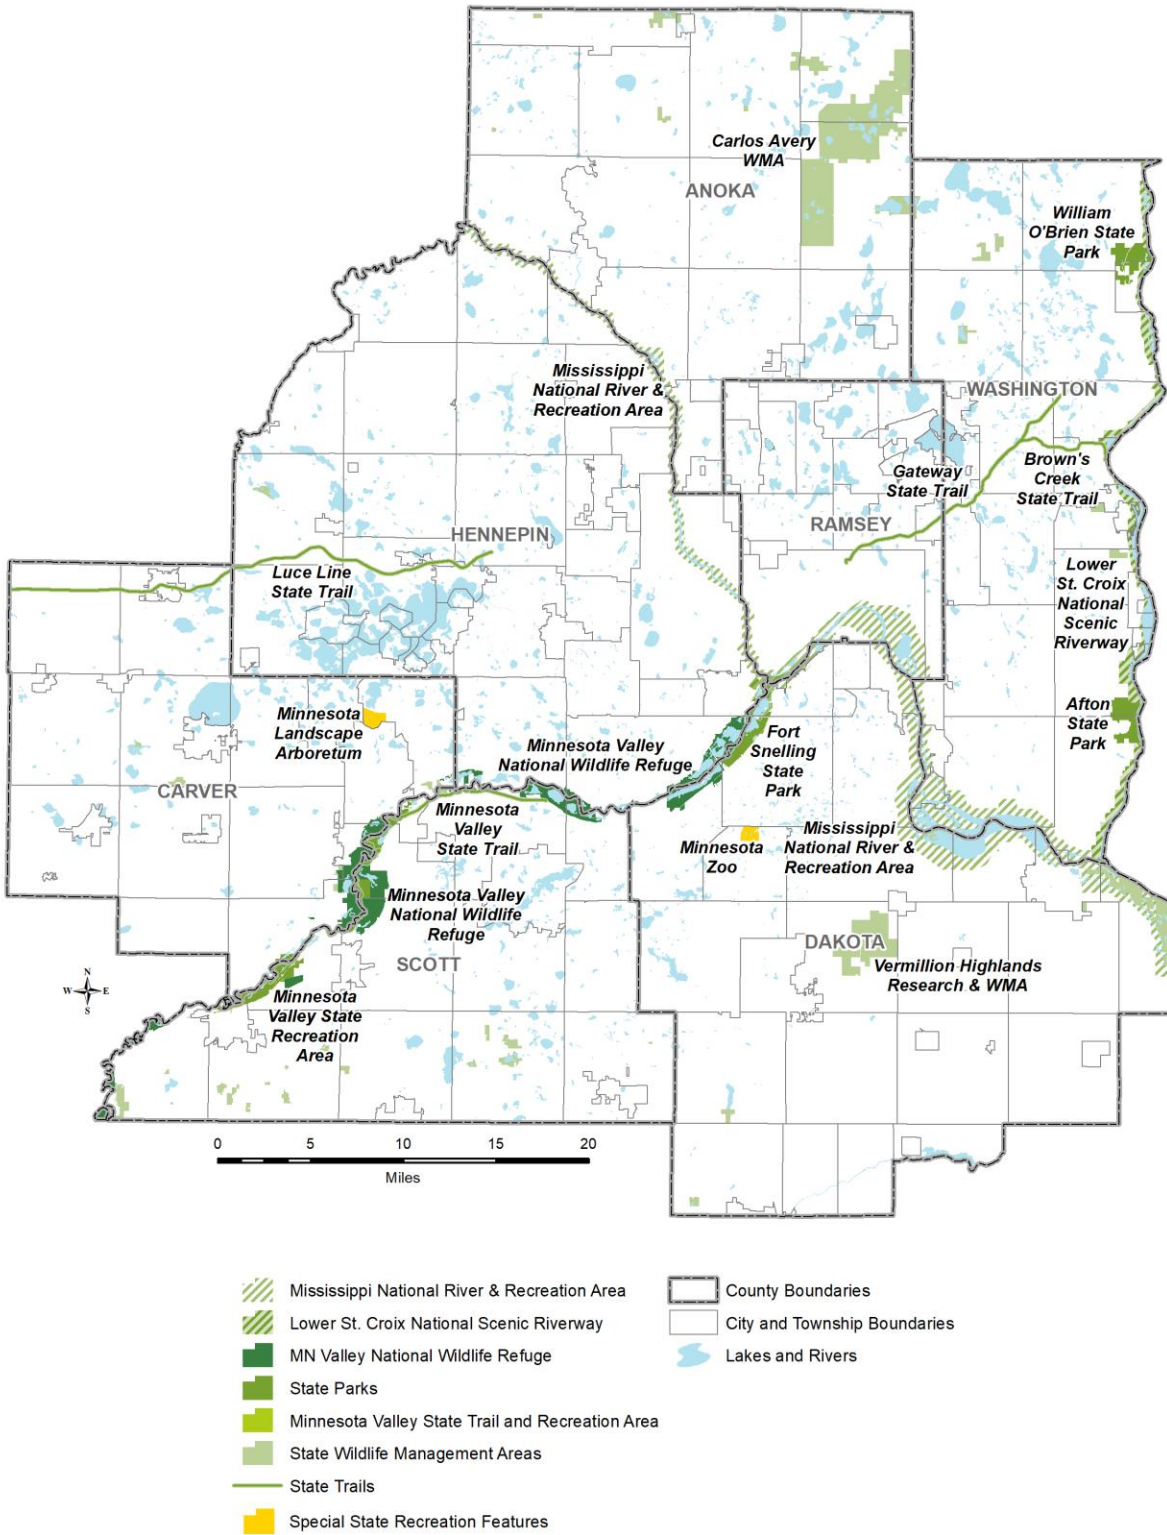 Carlos Avery
WMA
ANOKA
William
O'Brien State
Park
Mississippi
National River &
Recreation Area
WASHINGTON
Gateway
State Trail
Brown's
Creek
State Trail
RAMSEY
HENNEPIN
Luce Line
State Trail
Lower
St. Croix
National
Scenic
Riverway
Minnesota
Landscape
Arboretum
Minnesota Valley
National Wildlife Refuge
Fort
Snelling
State
Park
Afton
State
Park
CARVER
Minnesota
Valley
State Trail
Minnesota
Zoo
Mississippi
National River &
Recreation Area
Minnesota Valley
National Wildlife
Refuge
SCOTT
DAKOTA
Vermillion Highlands
Research & WMA
N
W E
S
Minnesota
Valley State
Recreation
Area
0 5 10 15 20
Miles
Mississippi National River & Recreation Area
Lower St. Croix National Scenic Riverway
MN Valley National Wildlife Refuge
State Parks
Minnesota Valley State Trail and Recreation Area
State Wildlife Management Areas
State Trails
Special State Recreation Features
County Boundaries
City and Township Boundaries
Lakes and Rivers